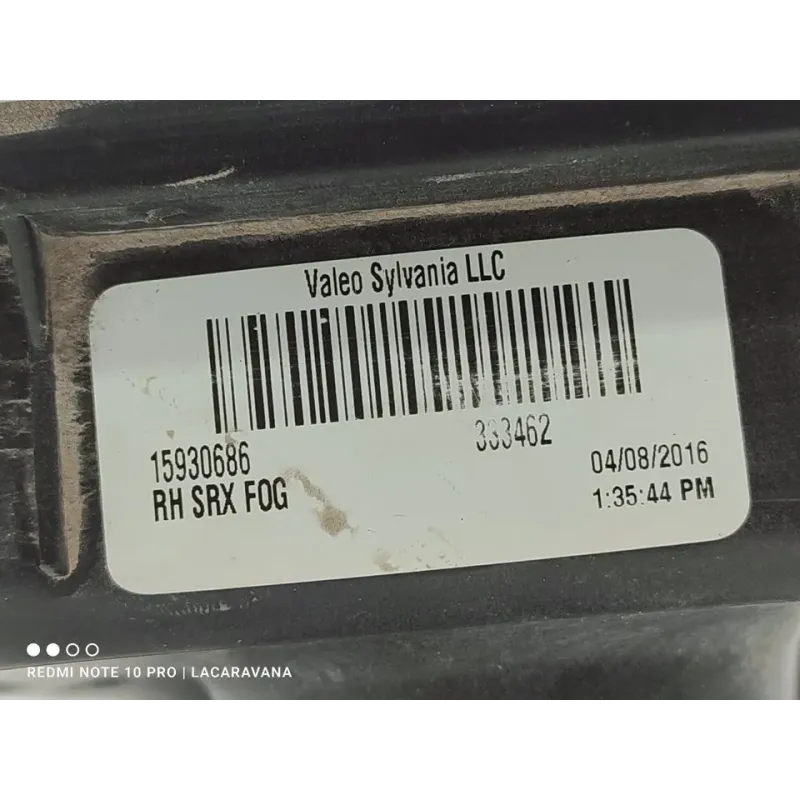 Valeo Sylvania LLC
15930686
333462
04/08/2016
RH SRX FOG
1:35:44 PM
REDMI NOTE 10 PRO | LACARAVANA